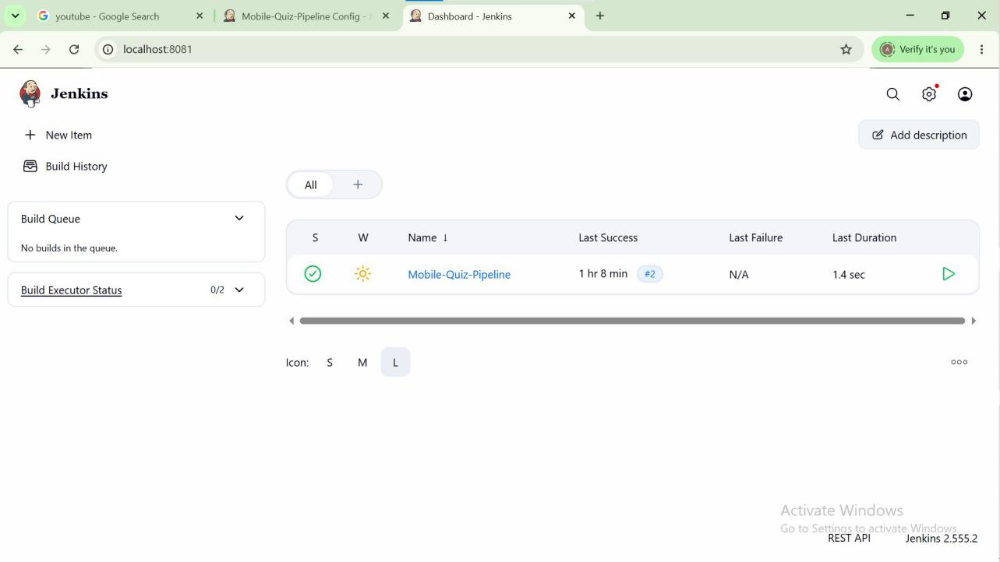 youtube - Google Search
Mobile-Quiz-Pipeline Config -
Dashboard - Jenkins
localhost:8081
Verify it's you
Jenkins
New Item
Add description
Build History
All
Build Queue
No builds in the queue.
Build Executor Status 0/2
S W Name ↓ Last Success Last Failure Last Duration
Mobile-Quiz-Pipeline 1 hr 8 min #2 N/A 1.4 sec
Icon: S M L
Activate Windows
Go to Settings to activate Windows.
REST API Jenkins 2.555.2